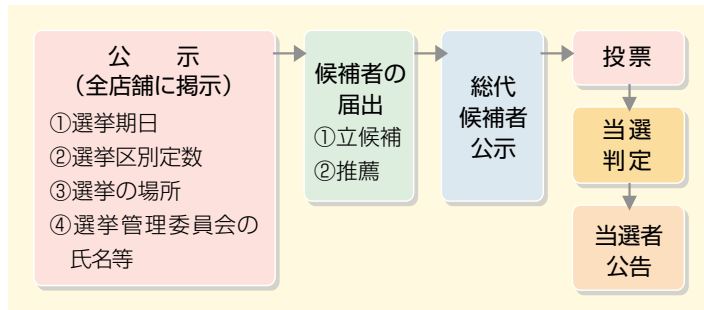 公　示
（全店舗に掲示）
①選挙期日
②選挙区別定数
③選挙の場所
④選挙管理委員会の
氏名等
候補者の
届出
①立候補
②推薦
総代
候補者
公示
投票
当選
判定
当選者
公告